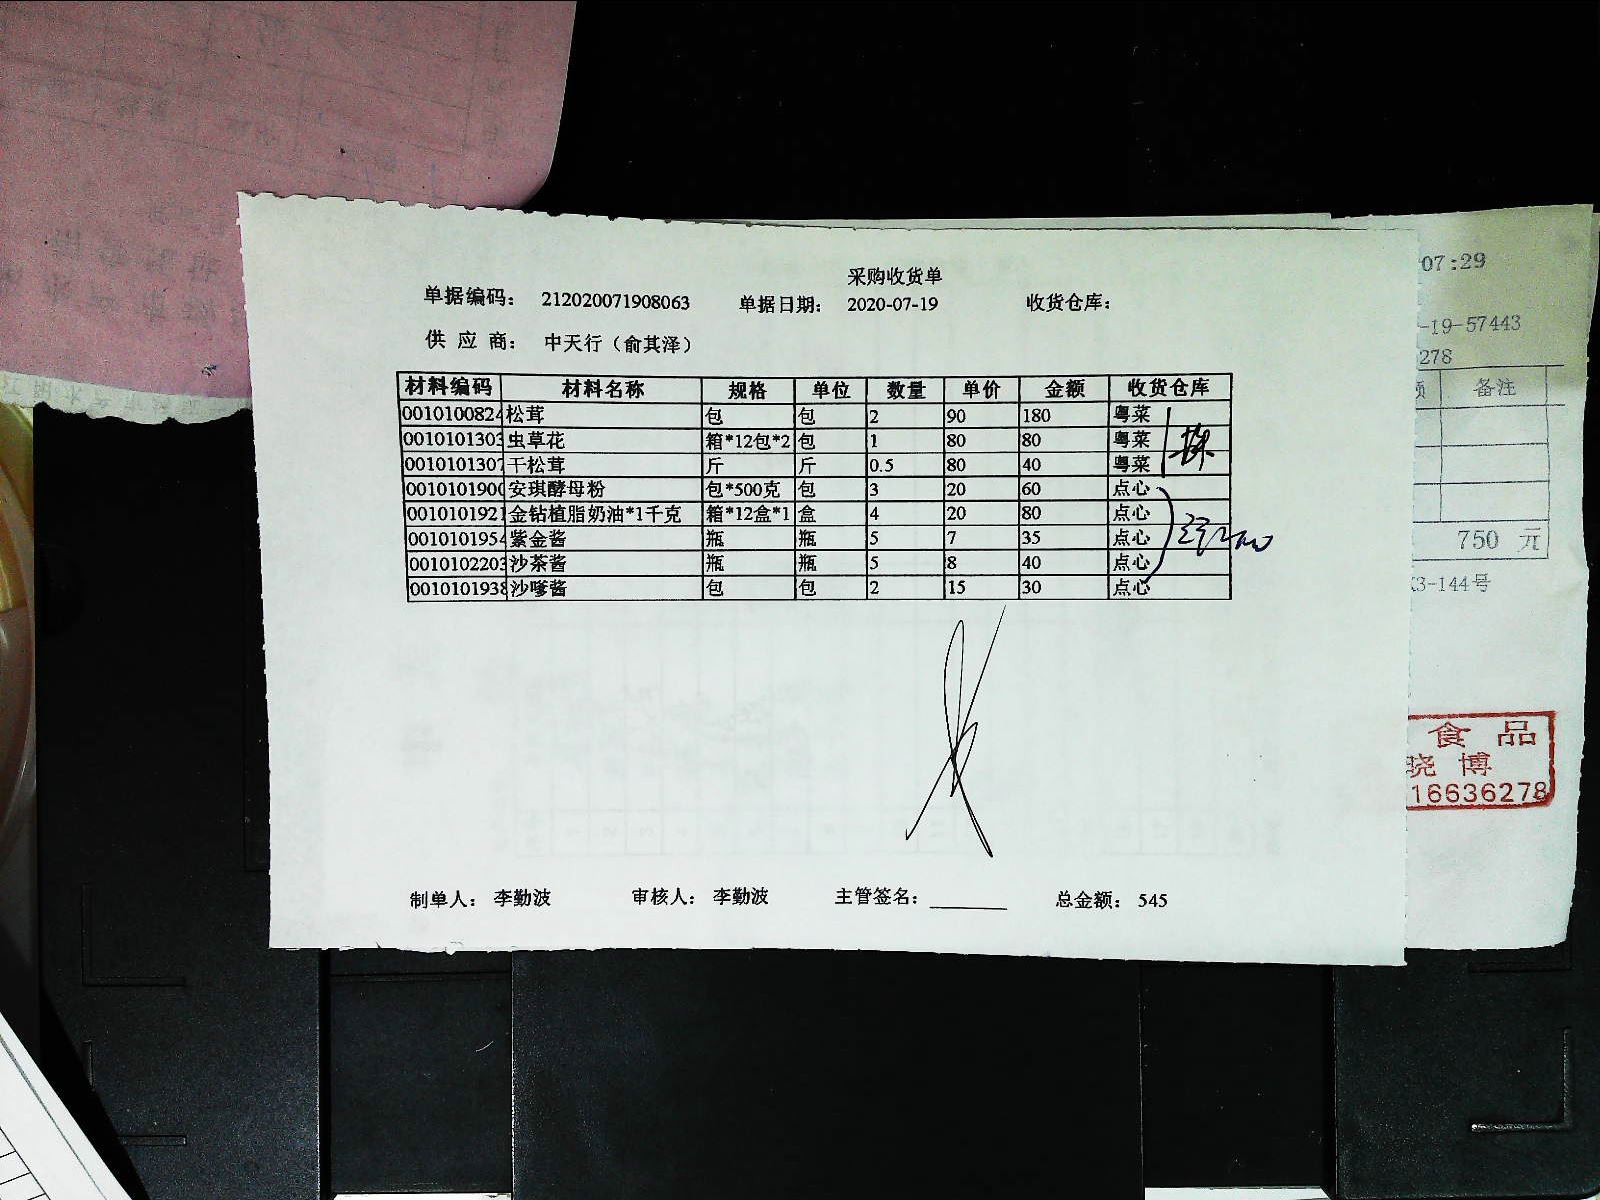 采购收货单
单据编码： 212020071908063 单据日期： 2020-07-19 收货仓库：
供 应 商： 中天行（俞其泽）
材料编码 材料名称 规格 单位 数量 单价 金额 收货仓库
0010100824 松茸 包 包 2 90 180 粤菜
0010101303 虫草花 箱*12包*2 包 1 80 80 粤菜
0010101307 干松茸 斤 斤 0.5 80 40 粤菜
001010190 安琪酵母粉 包*500克 包 3 20 60 点心
0010101921 金钻植脂奶油*1千克 箱*12盒*1 盒 4 20 80 点心
0010101954 紫金酱 瓶 瓶 5 7 35 点心
0010102203 沙茶酱 瓶 瓶 5 8 40 点心
0010101938 沙嗲酱 包 包 2 15 30 点心
制单人： 李勤波 审核人： 李勤波 主管签名： 总金额： 545
07:29
-19-57443
278
额 备注
750 元
3-144号
食 品
晓 博
16636278